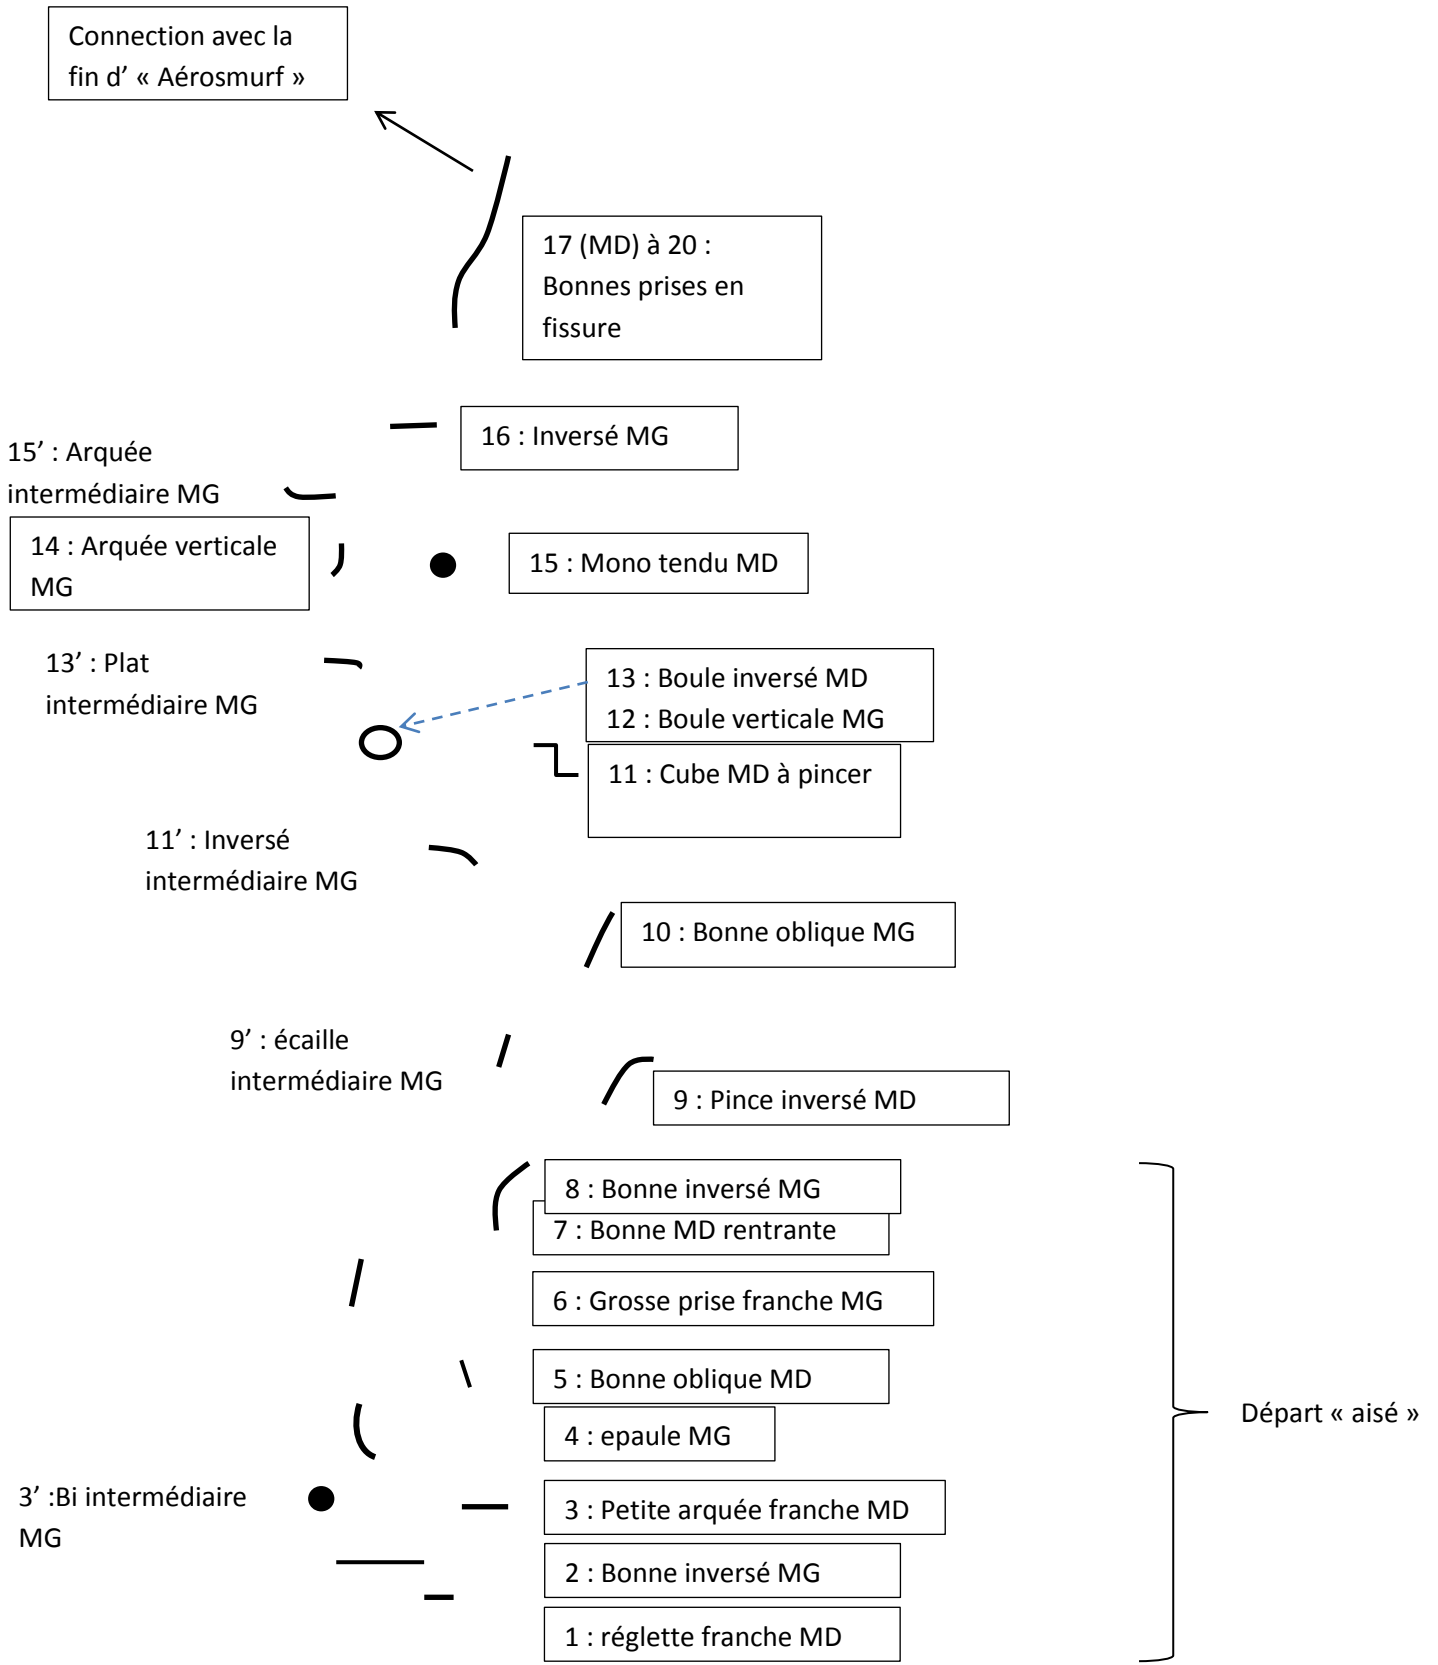 Connection avec la
fin d’ « Aérosmurf »
17 (MD) à 20 :
Bonnes prises en
fissure
16 : Inversé MG
15’ : Arquée
intermédiaire MG
14 : Arquée verticale
MG
15 : Mono tendu MD
13’ : Plat
intermédiaire MG
13 : Boule inversé MD
12 : Boule verticale MG
11 : Cube MD à pincer
11’ : Inversé
intermédiaire MG
10 : Bonne oblique MG
9’ : écaille
intermédiaire MG
9 : Pince inversé MD
8 : Bonne inversé MG
7 : Bonne MD rentrante
6 : Grosse prise franche MG
5 : Bonne oblique MD
4 : epaule MG
Départ « aisé »
3’ :Bi intermédiaire
MG
3 : Petite arquée franche MD
2 : Bonne inversé MG
1 : réglette franche MD